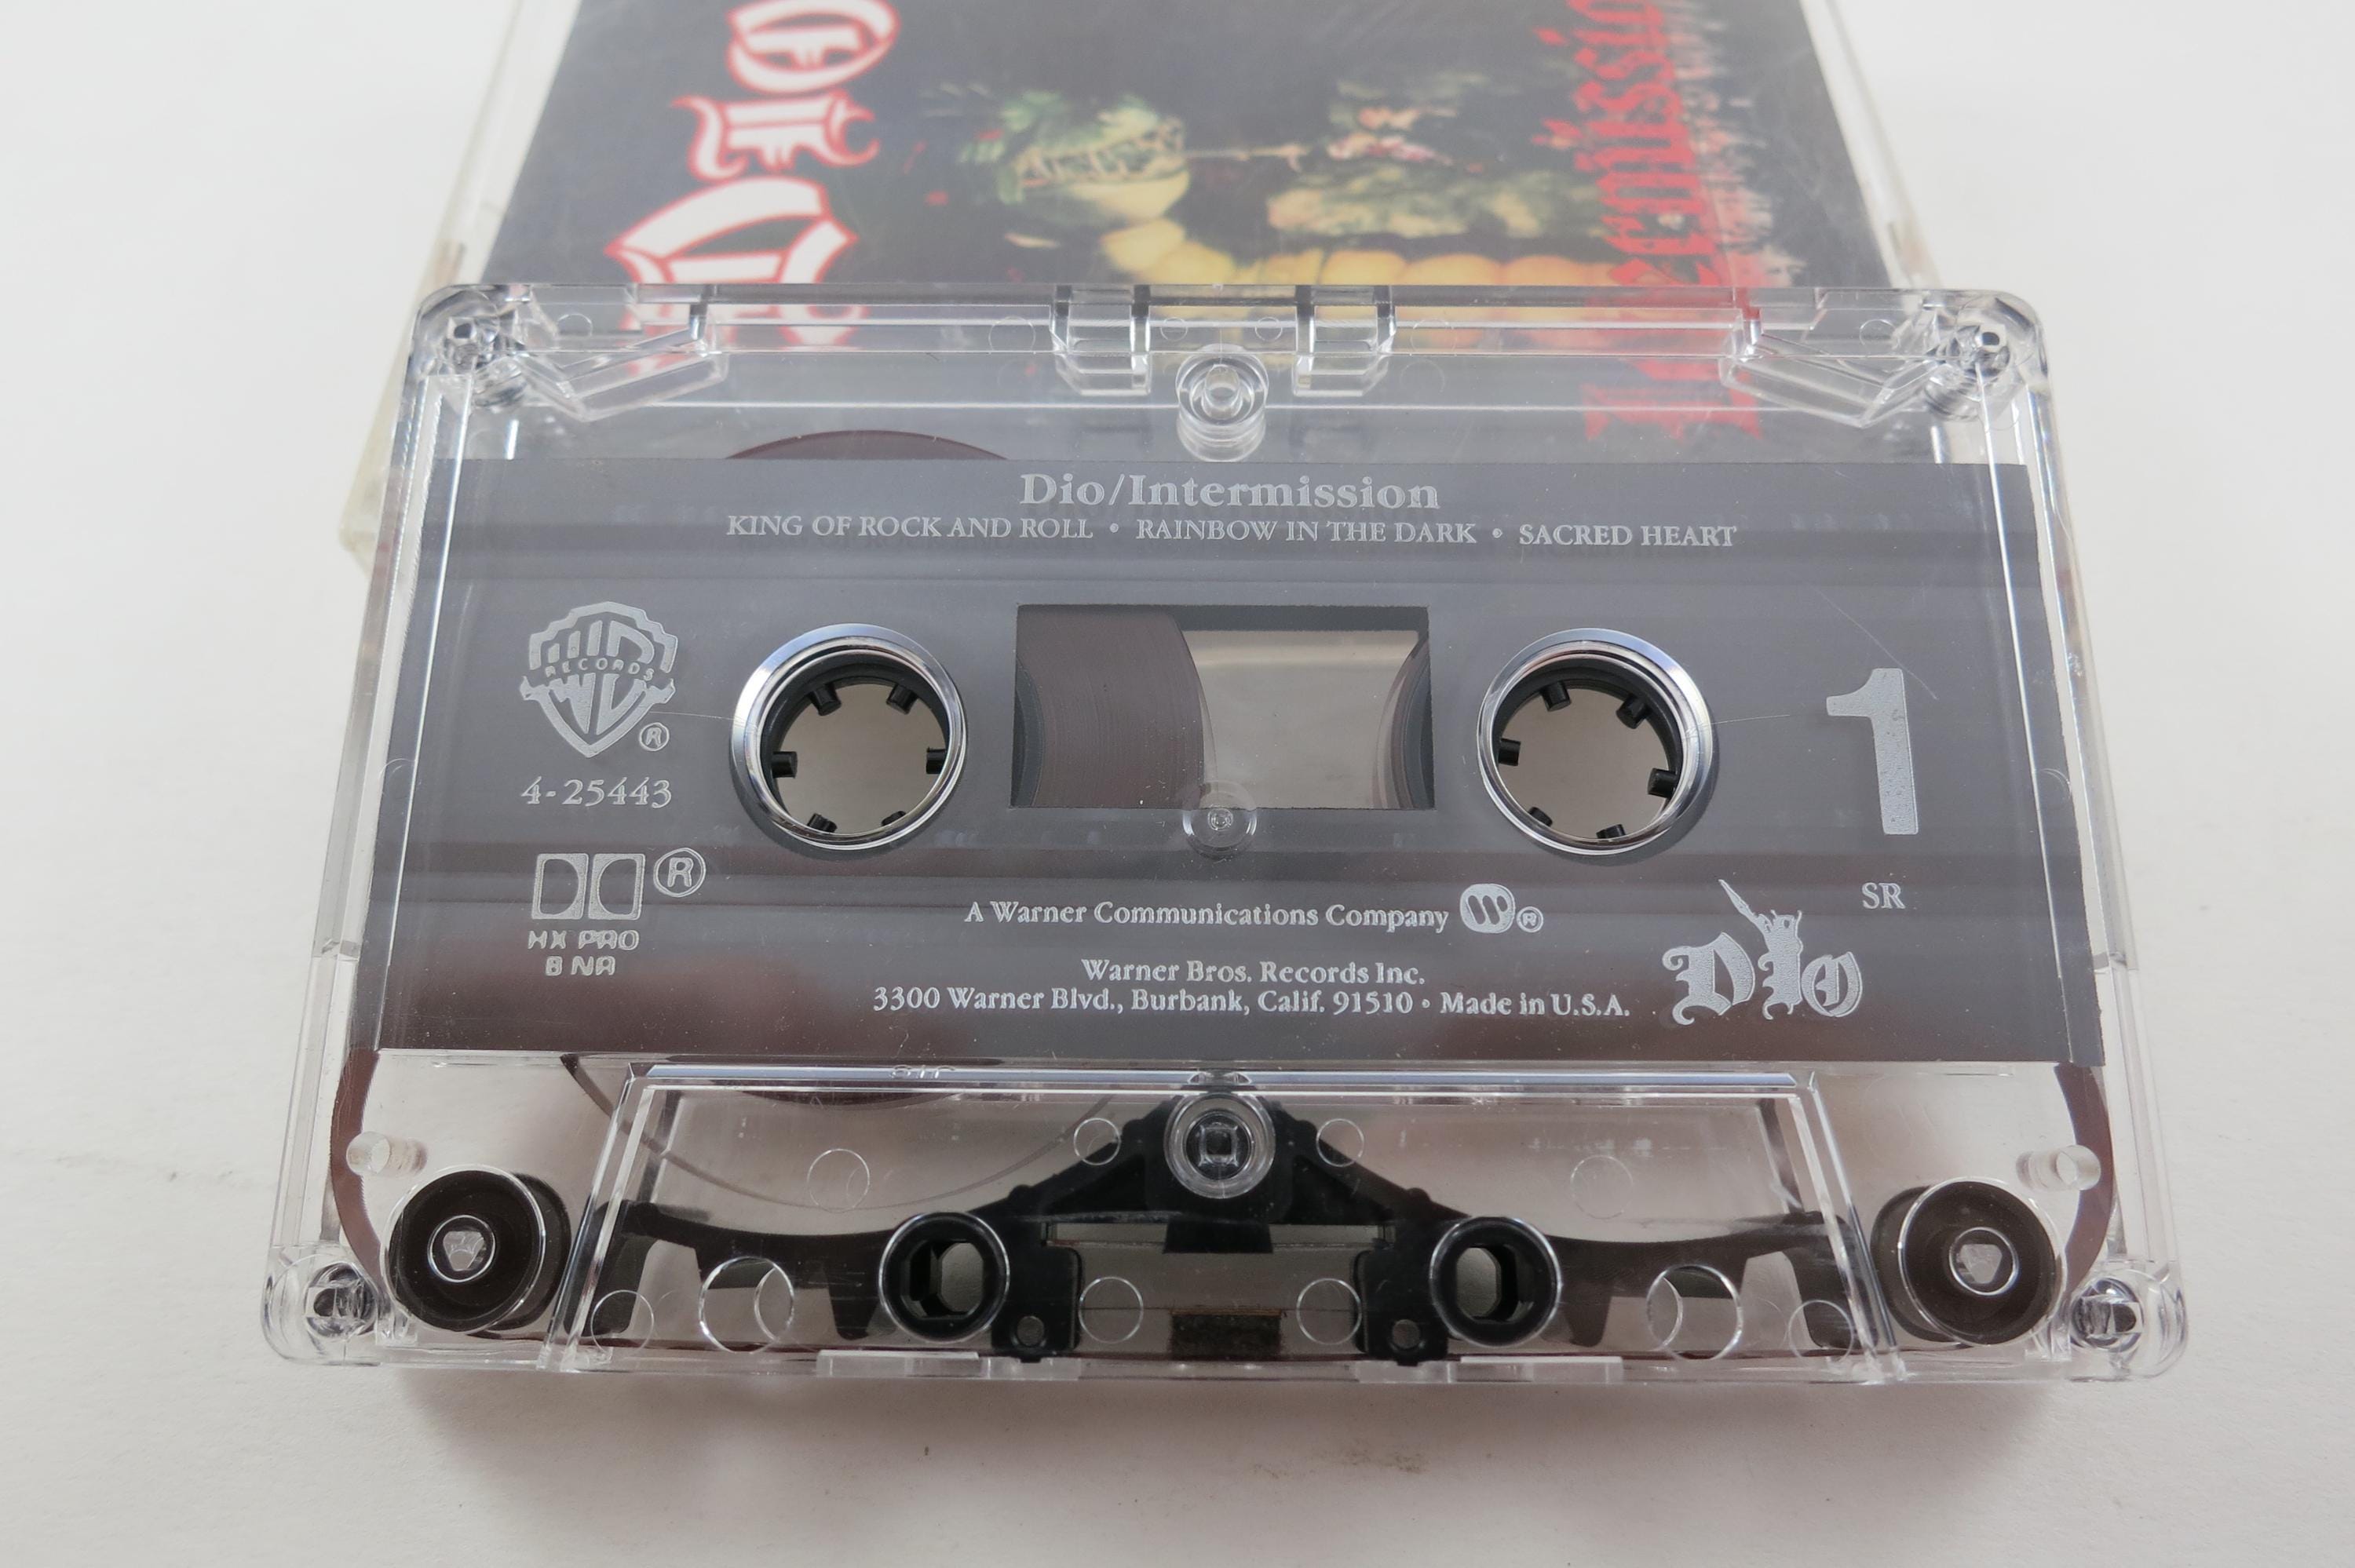 DIO
Dio/Intermission
KING OF ROCK AND ROLL • RAINBOW IN THE DARK • SACRED HEART
RECORDS
®
4-25443
1
®
HX PRO
B NR
SR
A Warner Communications Company ®
DIO
Warner Bros. Records Inc.
3300 Warner Blvd., Burbank, Calif. 91510 • Made in U.S.A.